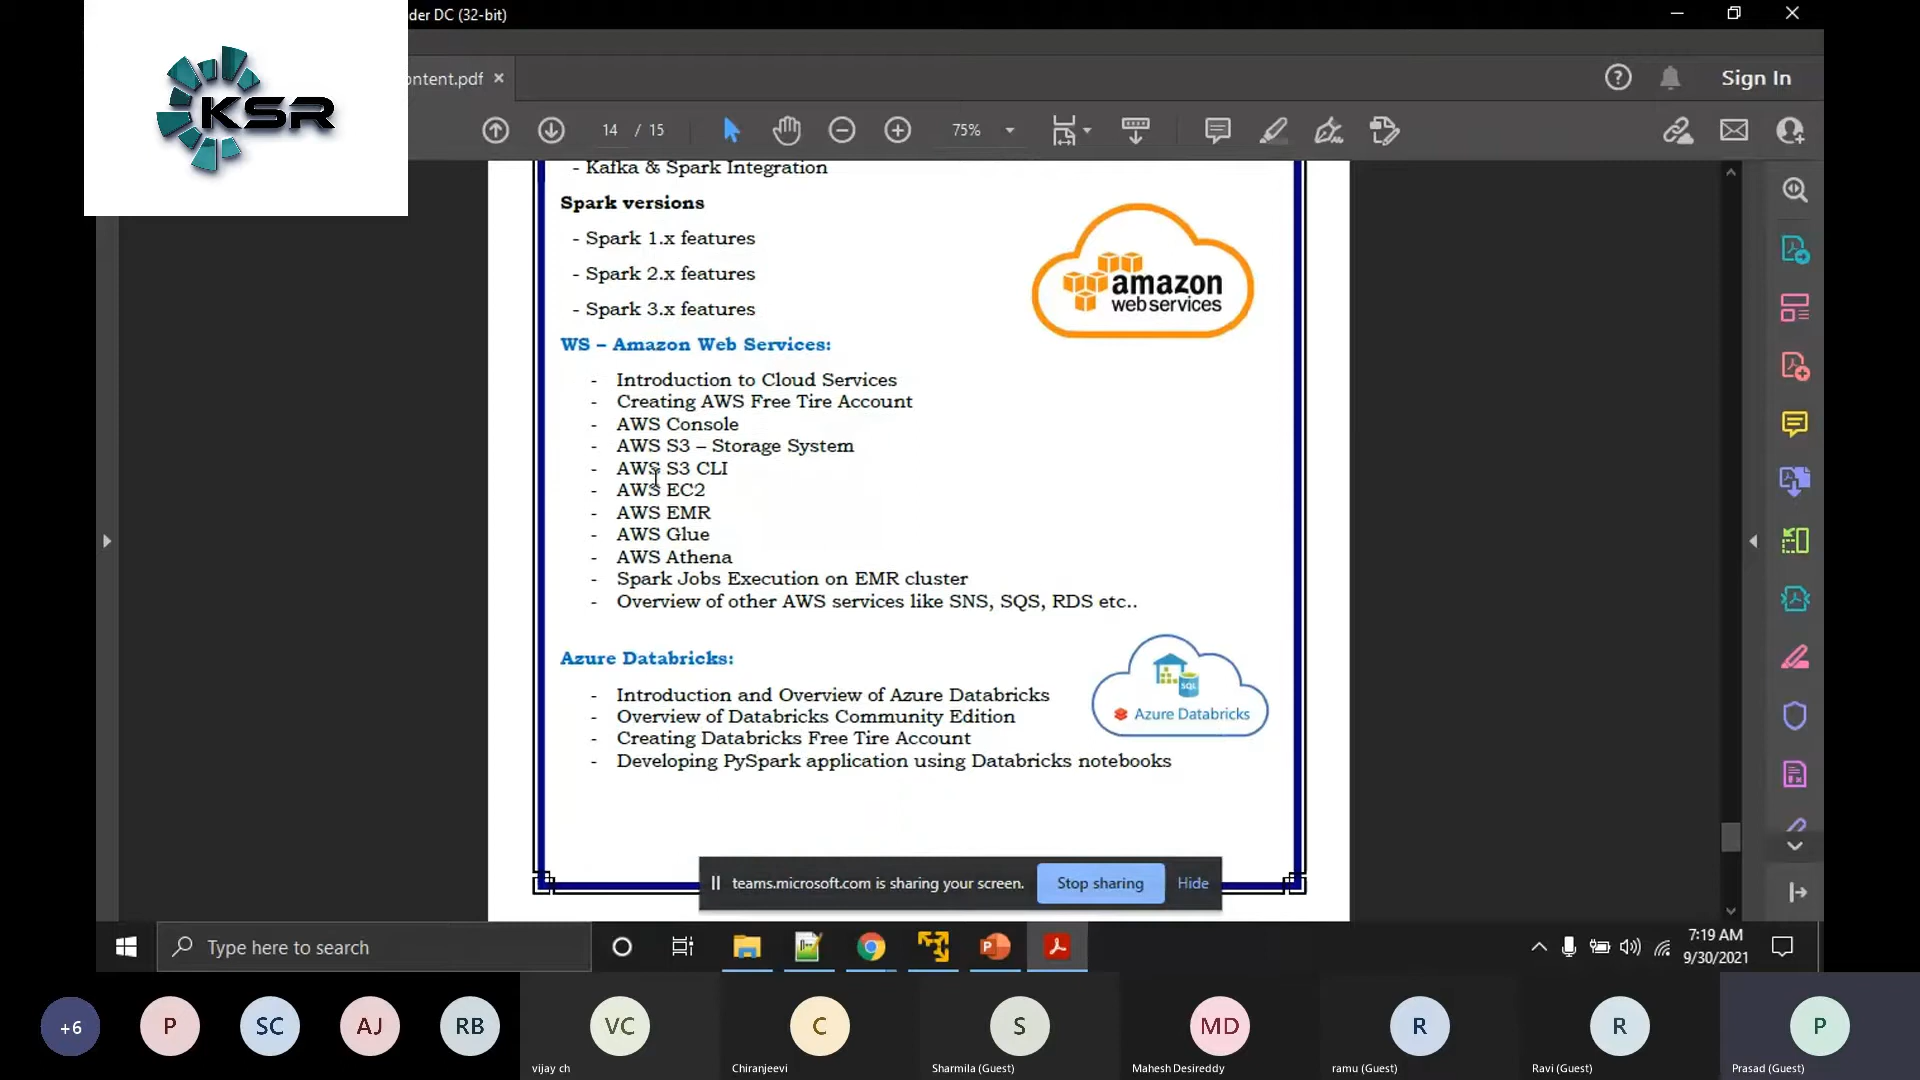 der DC (32-bit)
KSR
ontent.pdf
Sign In
14 / 15
75%
- Kafka & Spark Integration
Spark versions
- Spark 1.x features
- Spark 2.x features
- Spark 3.x features
amazon
web services
WS – Amazon Web Services:
- Introduction to Cloud Services
- Creating AWS Free Tire Account
- AWS Console
- AWS S3 – Storage System
- AWS S3 CLI
- AWS EC2
- AWS EMR
- AWS Glue
- AWS Athena
- Spark Jobs Execution on EMR cluster
- Overview of other AWS services like SNS, SQS, RDS etc..
Azure Databricks:
SQL
Azure Databricks
- Introduction and Overview of Azure Databricks
- Overview of Databricks Community Edition
- Creating Databricks Free Tire Account
- Developing PySpark application using Databricks notebooks
teams.microsoft.com is sharing your screen.
Stop sharing
Hide
Type here to search
7:19 AM
9/30/2021
+6
P
SC
AJ
RB
VC
C
S
MD
R
R
P
vijay ch
Chiranjeevi
Sharmila (Guest)
Mahesh Desireddy
ramu (Guest)
Ravi (Guest)
Prasad (Guest)